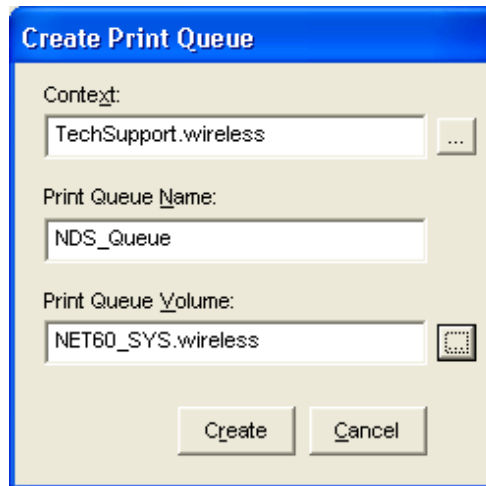 Create Print Queue
Context:
TechSupport.wireless
...
Print Queue Name:
NDS_Queue
Print Queue Volume:
NET60_SYS.wireless
...
Create Cancel